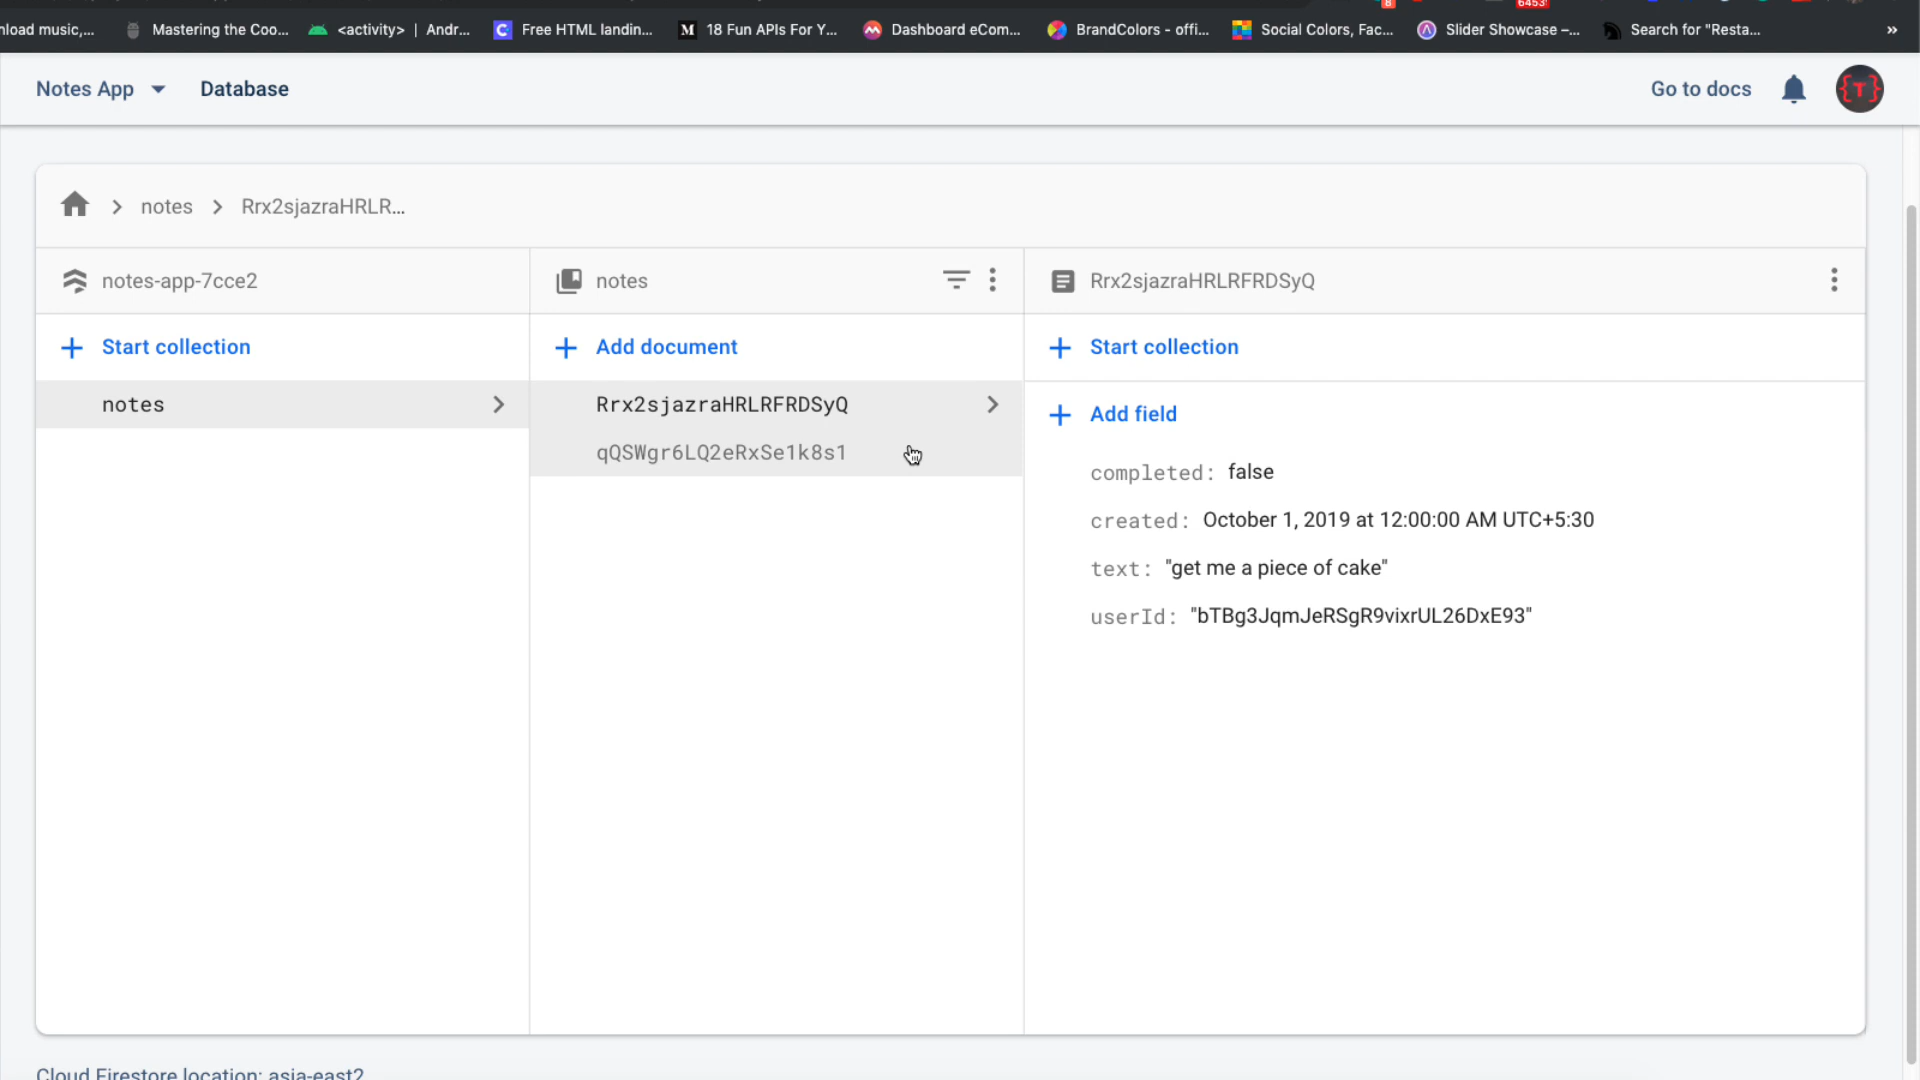 8
6453
nload music,...
Mastering the Coo...
<activity> | Andr...
Free HTML landin...
18 Fun APIs For Y...
Dashboard eCom...
BrandColors - offi...
Social Colors, Fac...
Slider Showcase –...
Search for "Resta...
»
Notes App
Database
Go to docs
{T}
notes
Rrx2sjazraHRLR...
notes-app-7cce2
notes
Rrx2sjazraHRLRFRDSyQ
Start collection
Add document
Start collection
notes
Rrx2sjazraHRLRFRDSyQ
qQSWgr6LQ2eRxSe1k8s1
Add field
completed: false
created: October 1, 2019 at 12:00:00 AM UTC+5:30
text: "get me a piece of cake"
userId: "bTBg3JqmJeRSgR9vixrUL26DxE93"
Cloud Firestore location: asia-east2